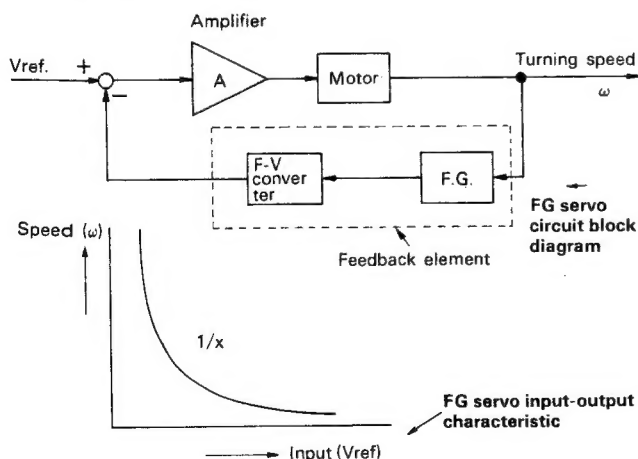 Amplifier
Vref.
+
−
A
Motor
Turning speed
ω
F-V
conver
ter
F.G.
FG servo
circuit block
diagram
Feedback element
Speed (ω)
1/x
FG servo input-output
characteristic
Input (Vref)